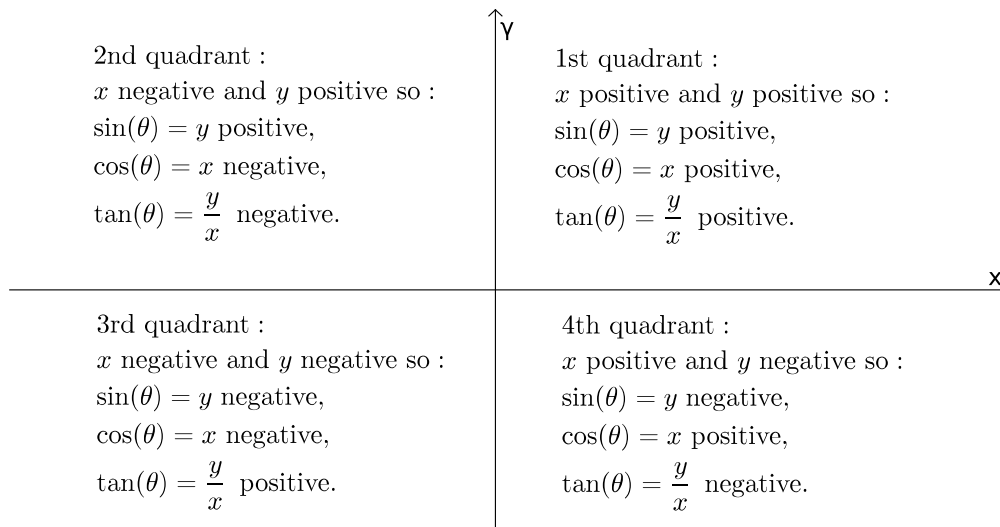 y
2nd quadrant :
x negative and y positive so :
sin(θ) = y positive,
cos(θ) = x negative,
tan(θ) = y/x negative.
1st quadrant :
x positive and y positive so :
sin(θ) = y positive,
cos(θ) = x positive,
tan(θ) = y/x positive.
x
3rd quadrant :
x negative and y negative so :
sin(θ) = y negative,
cos(θ) = x negative,
tan(θ) = y/x positive.
4th quadrant :
x positive and y negative so :
sin(θ) = y negative,
cos(θ) = x positive,
tan(θ) = y/x negative.